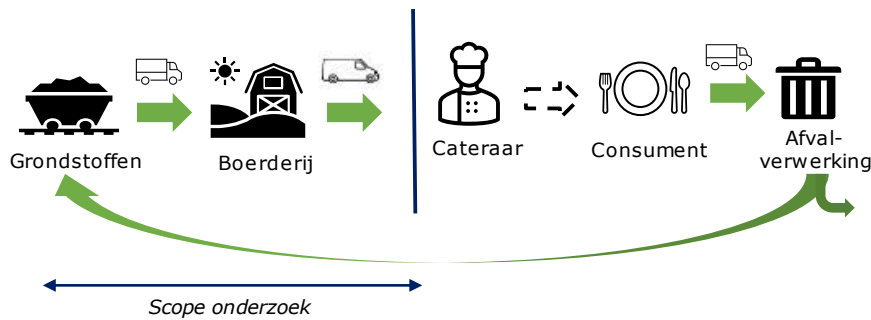 Grondstoffen
Boerderij
Cateraar
Consument
Afval-
verwerking
Scope onderzoek